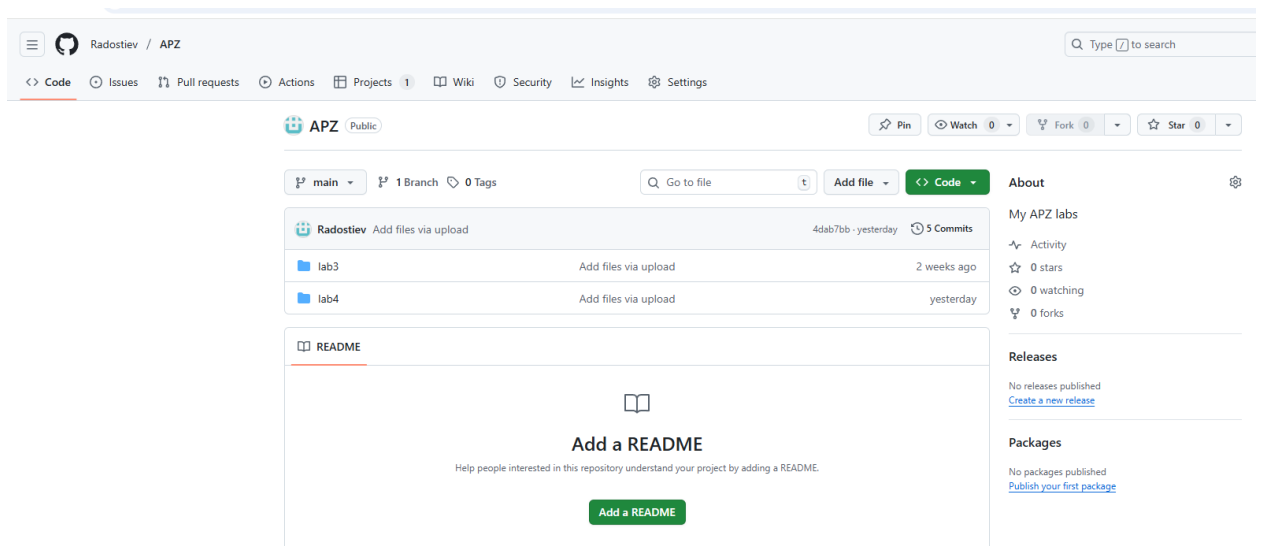 Radostiev / APZ
Type / to search
Code Issues Pull requests Actions Projects 1 Wiki Security Insights Settings
APZ Public
Pin Watch 0 Fork 0 Star 0
main 1 Branch 0 Tags Go to file t Add file Code
About
My APZ labs
Radostiev Add files via upload 4dab7bb · yesterday 5 Commits
lab3 Add files via upload 2 weeks ago
lab4 Add files via upload yesterday
Activity
0 stars
0 watching
0 forks
README
Add a README
Help people interested in this repository understand your project by adding a README.
Add a README
Releases
No releases published
Create a new release
Packages
No packages published
Publish your first package